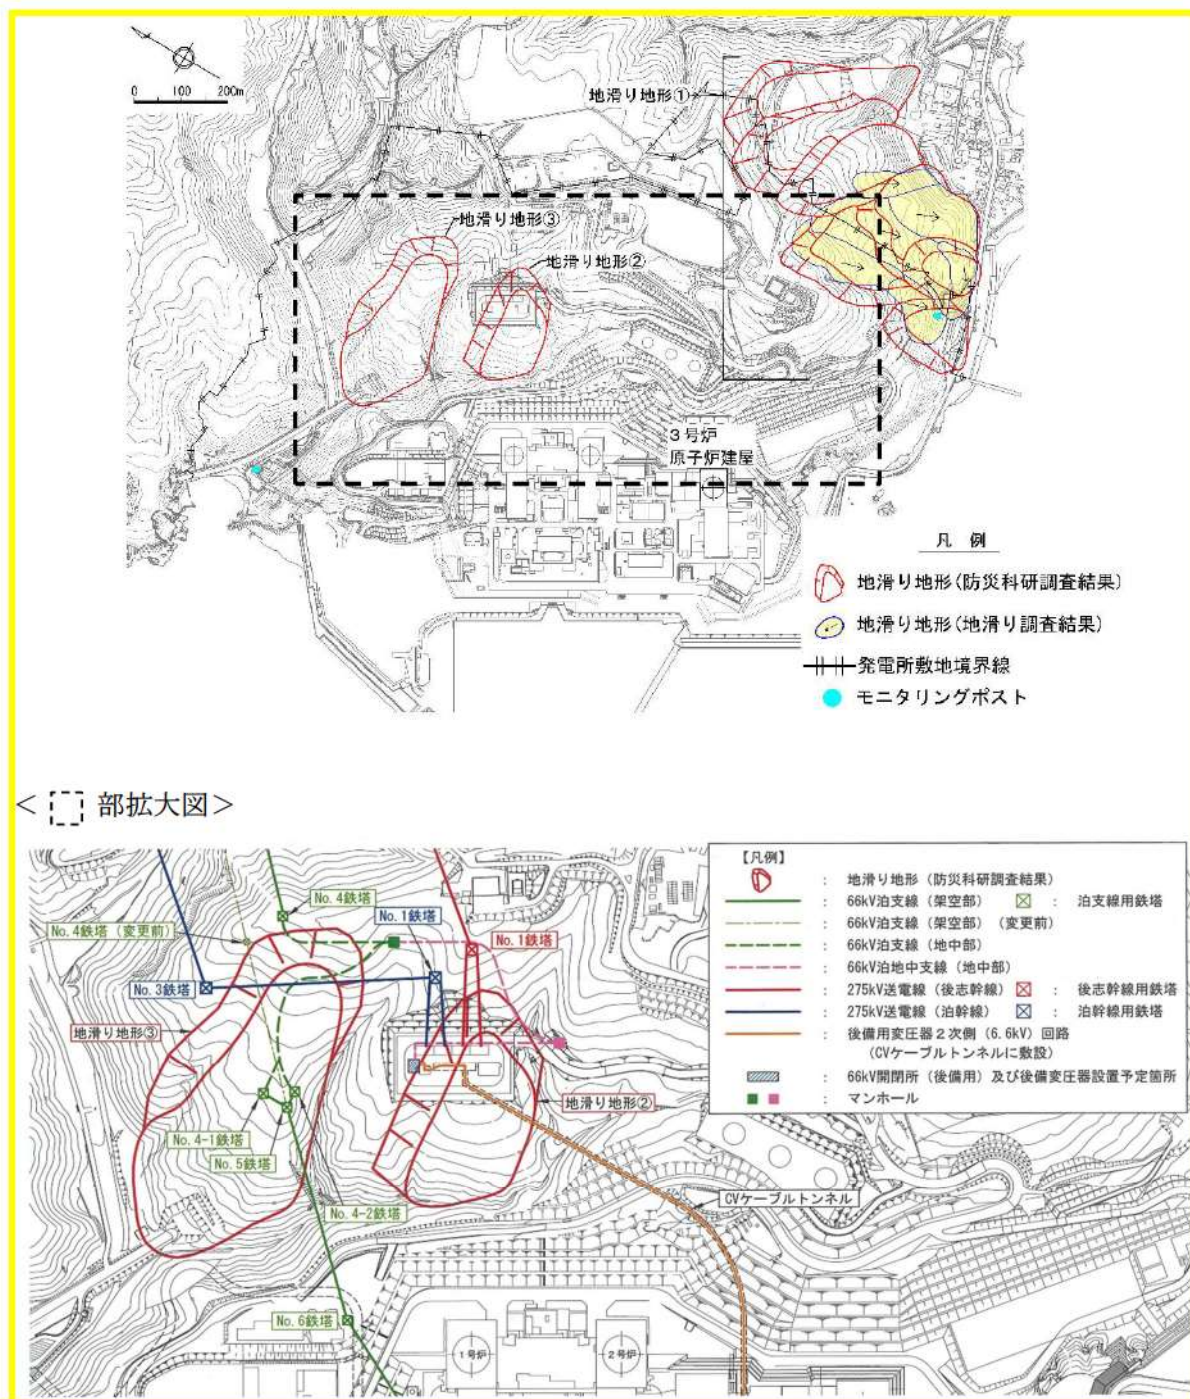 0 100 200m
地滑り地形①
地滑り地形③
地滑り地形②
3号炉
原子炉建屋
凡 例
地滑り地形(防災科研調査結果)
地滑り地形(地滑り調査結果)
発電所敷地境界線
モニタリングポスト
< 部拡大図>
【凡例】
： 地滑り地形（防災科研調査結果）
： 66kV泊支線（架空部） ： 泊支線用鉄塔
： 66kV泊支線（架空部）（変更前）
： 66kV泊支線（地中部）
： 66kV泊地中支線（地中部）
： 275kV送電線（後志幹線） ： 後志幹線用鉄塔
： 275kV送電線（泊幹線） ： 泊幹線用鉄塔
： 後備用変圧器2次側（6.6kV）回路
（CVケーブルトンネルに敷設）
： 66kV開閉所（後備用）及び後備変圧器設置予定箇所
： マンホール
No.4鉄塔
No.1鉄塔
No.4鉄塔（変更前）
No.1鉄塔
No.3鉄塔
地滑り地形③
地滑り地形②
No.4-1鉄塔
No.5鉄塔
No.4-2鉄塔
CVケーブルトンネル
No.6鉄塔
1号炉
2号炉